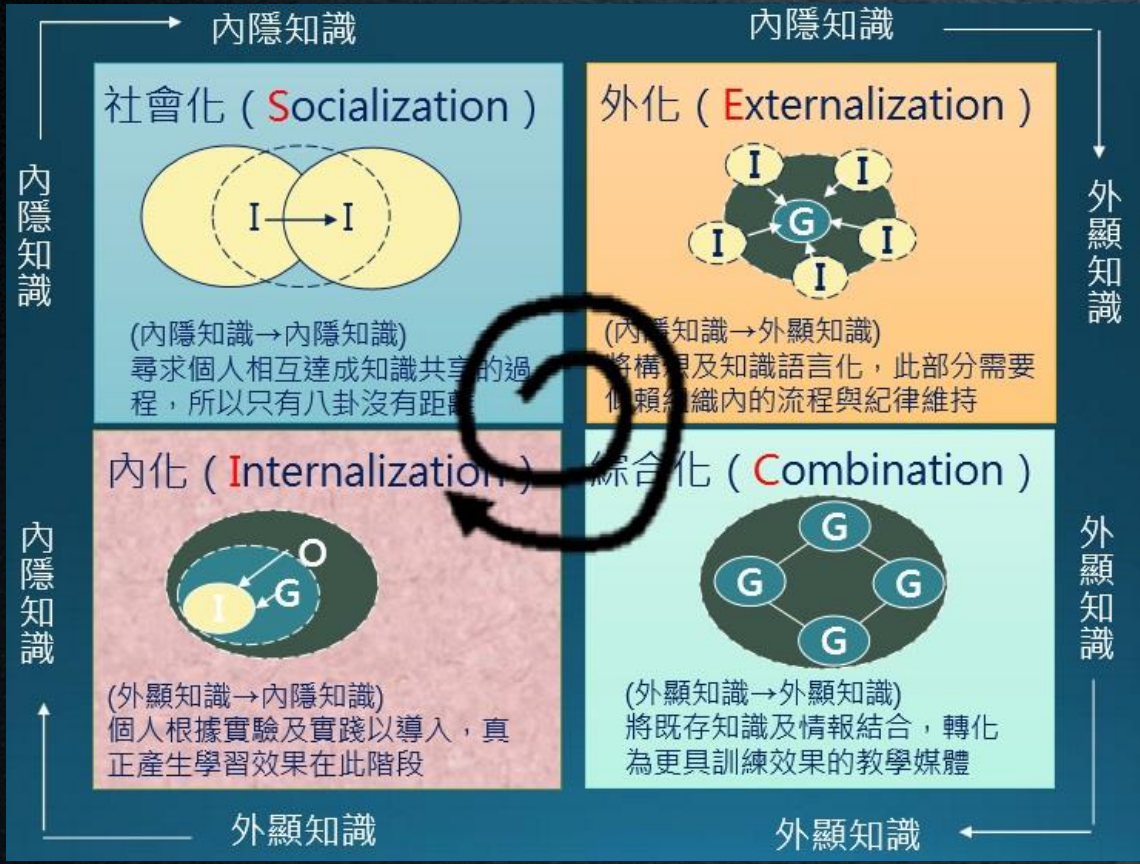 內隱知識
內隱知識
內隱知識
外顯知識
社會化（Socialization）
I
I
(內隱知識→內隱知識)
尋求個人相互達成知識共享的過
程，所以只有八卦沒有距離
外化（Externalization）
I
I
G
I
I
I
(內隱知識→外顯知識)
將構想及知識語言化，此部分需要
仰賴組織內的流程與紀律維持
內隱知識
外顯知識
內化（Internalization）
O
G
I
(外顯知識→內隱知識)
個人根據實驗及實踐以導入，真
正產生學習效果在此階段
綜合化（Combination）
G
G
G
G
(外顯知識→外顯知識)
將既存知識及情報結合，轉化
為更具訓練效果的教學媒體
外顯知識
外顯知識